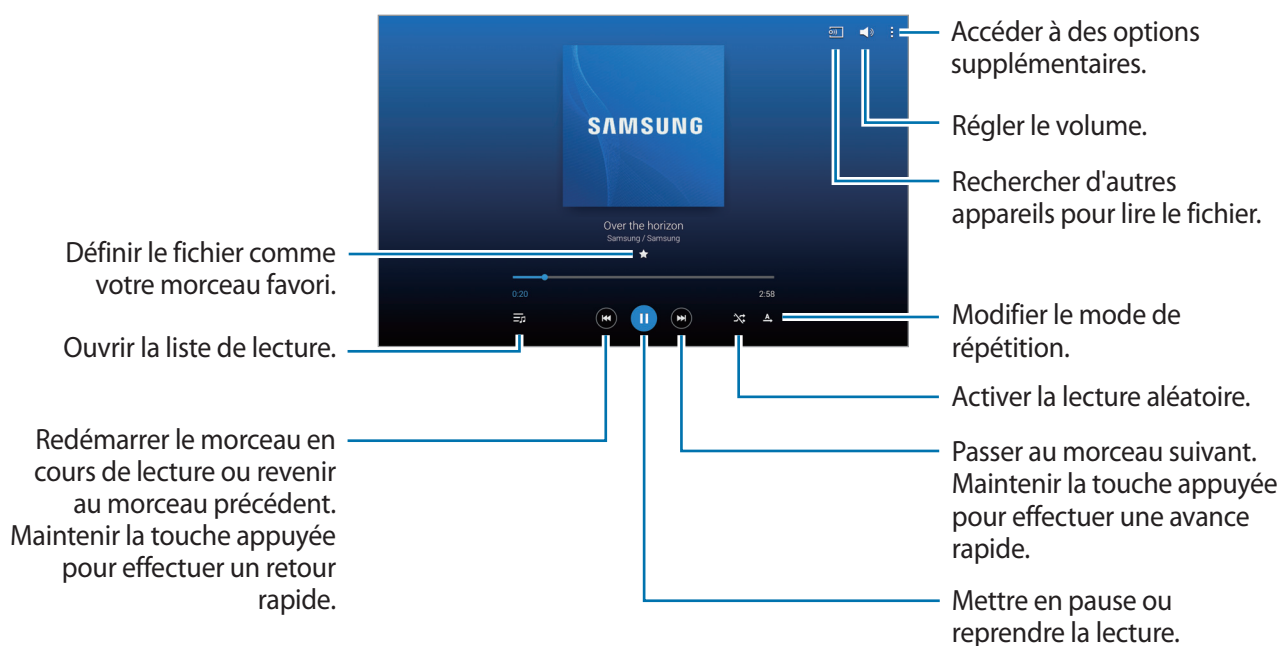 Accéder à des options
supplémentaires.
SAMSUNG
Régler le volume.
Rechercher d'autres
appareils pour lire le fichier.
Over the horizon
Samsung / Samsung
Définir le fichier comme
votre morceau favori.
0:20
2:58
Modifier le mode de
répétition.
Ouvrir la liste de lecture.
Activer la lecture aléatoire.
Redémarrer le morceau en
cours de lecture ou revenir
au morceau précédent.
Maintenir la touche appuyée
pour effectuer un retour
rapide.
Passer au morceau suivant.
Maintenir la touche appuyée
pour effectuer une avance
rapide.
Mettre en pause ou
reprendre la lecture.